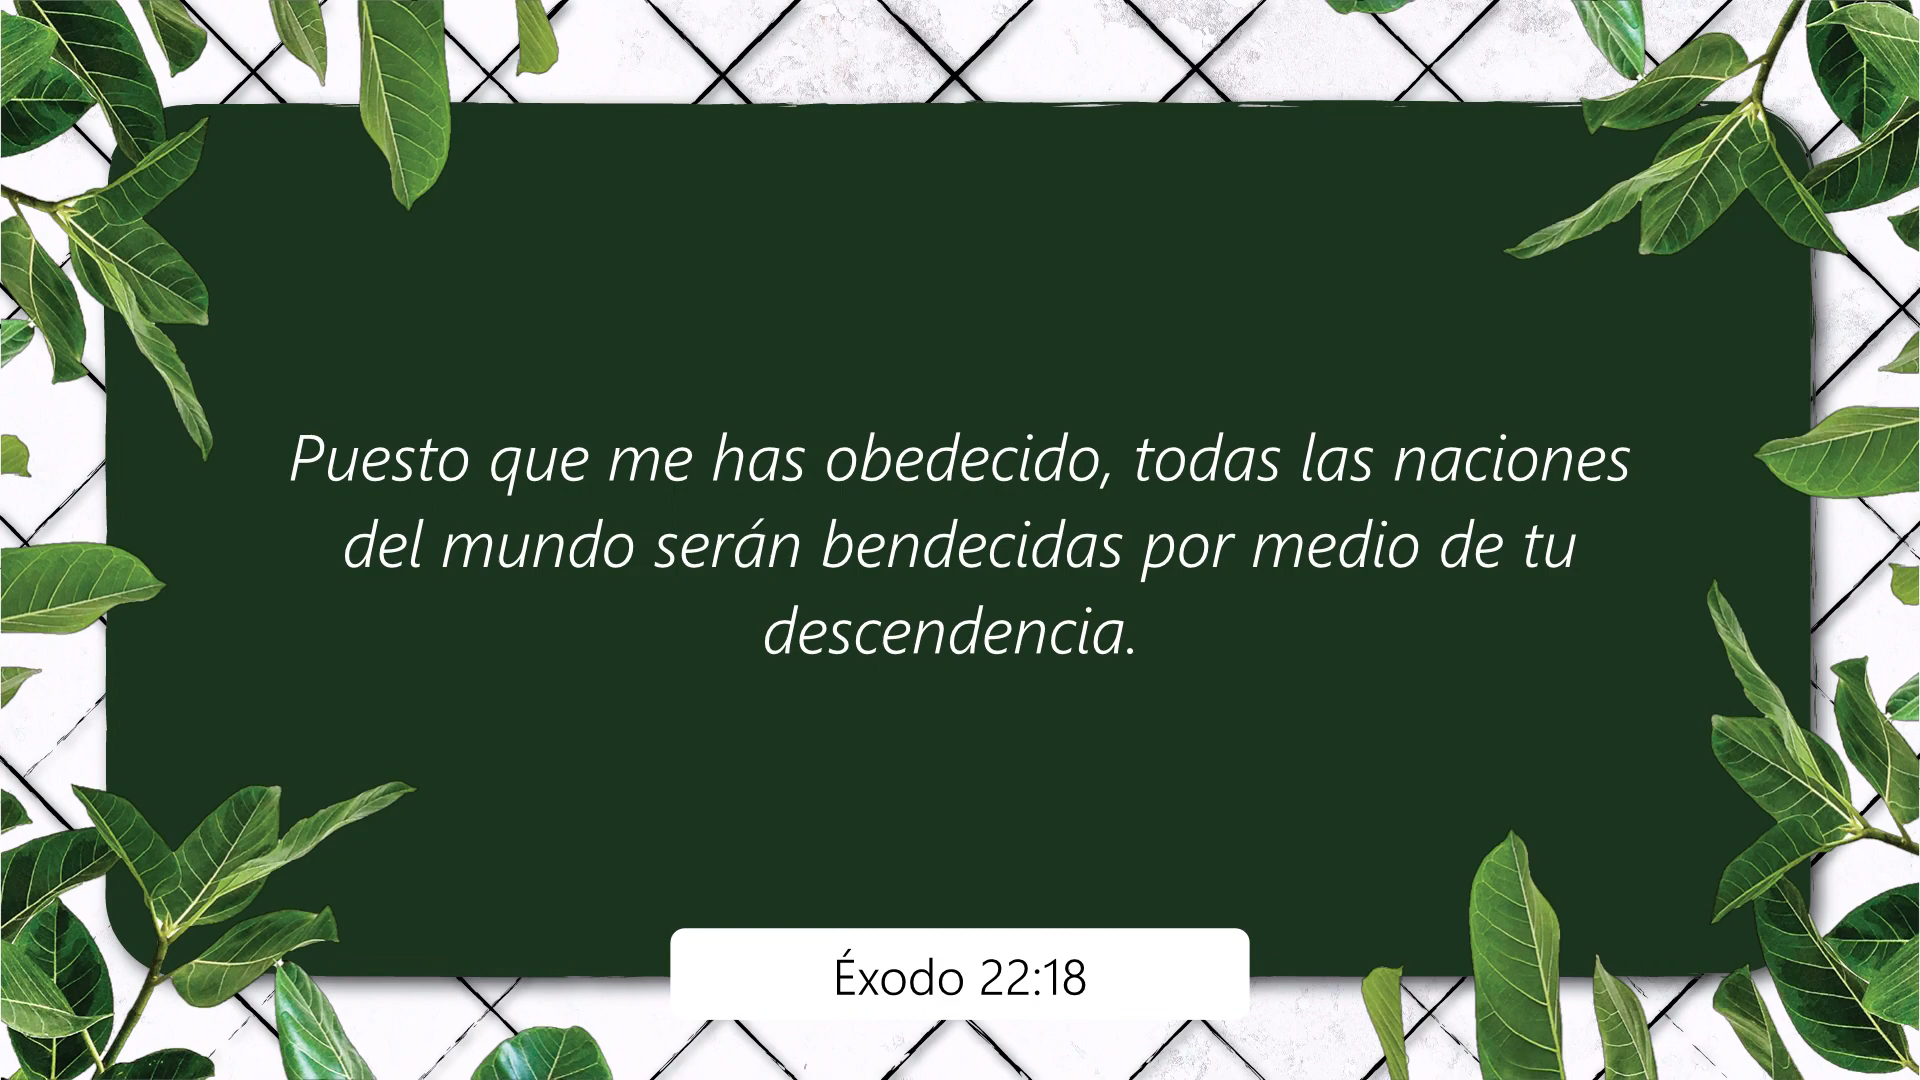 Puesto que me has obedecido, todas las naciones
del mundo serán bendecidas por medio de tu
descendencia.
Éxodo 22:18